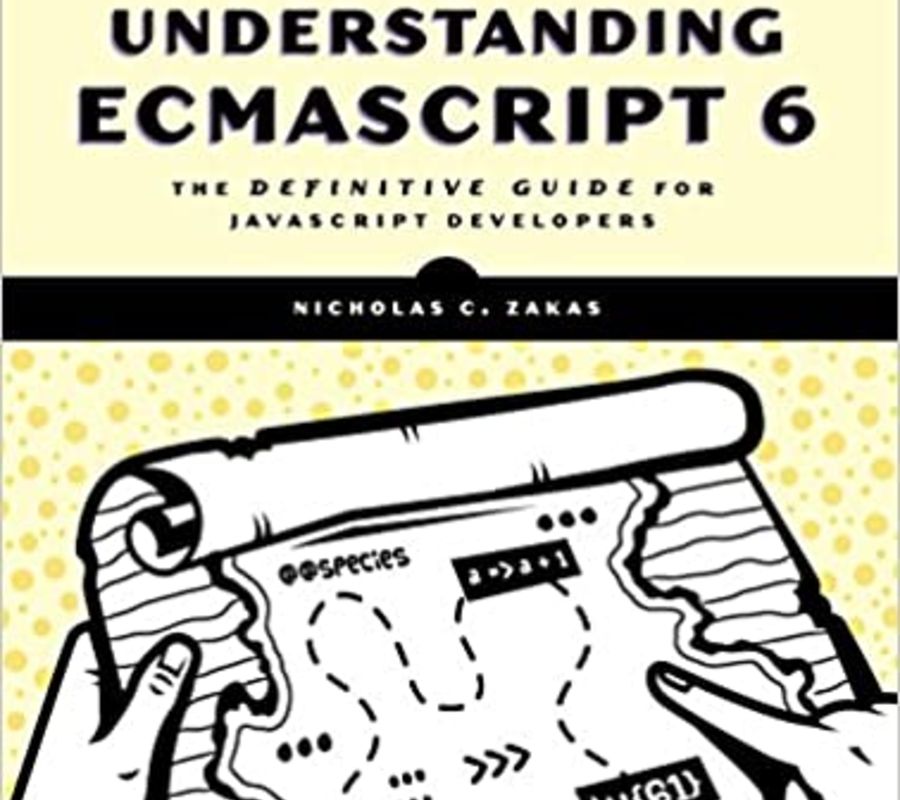 UNDERSTANDING
ECMASCRIPT 6
THE DEFINITIVE GUIDE FOR
JAVASCRIPT DEVELOPERS
NICHOLAS C. ZAKAS
@@species
a=>a+1
>>>